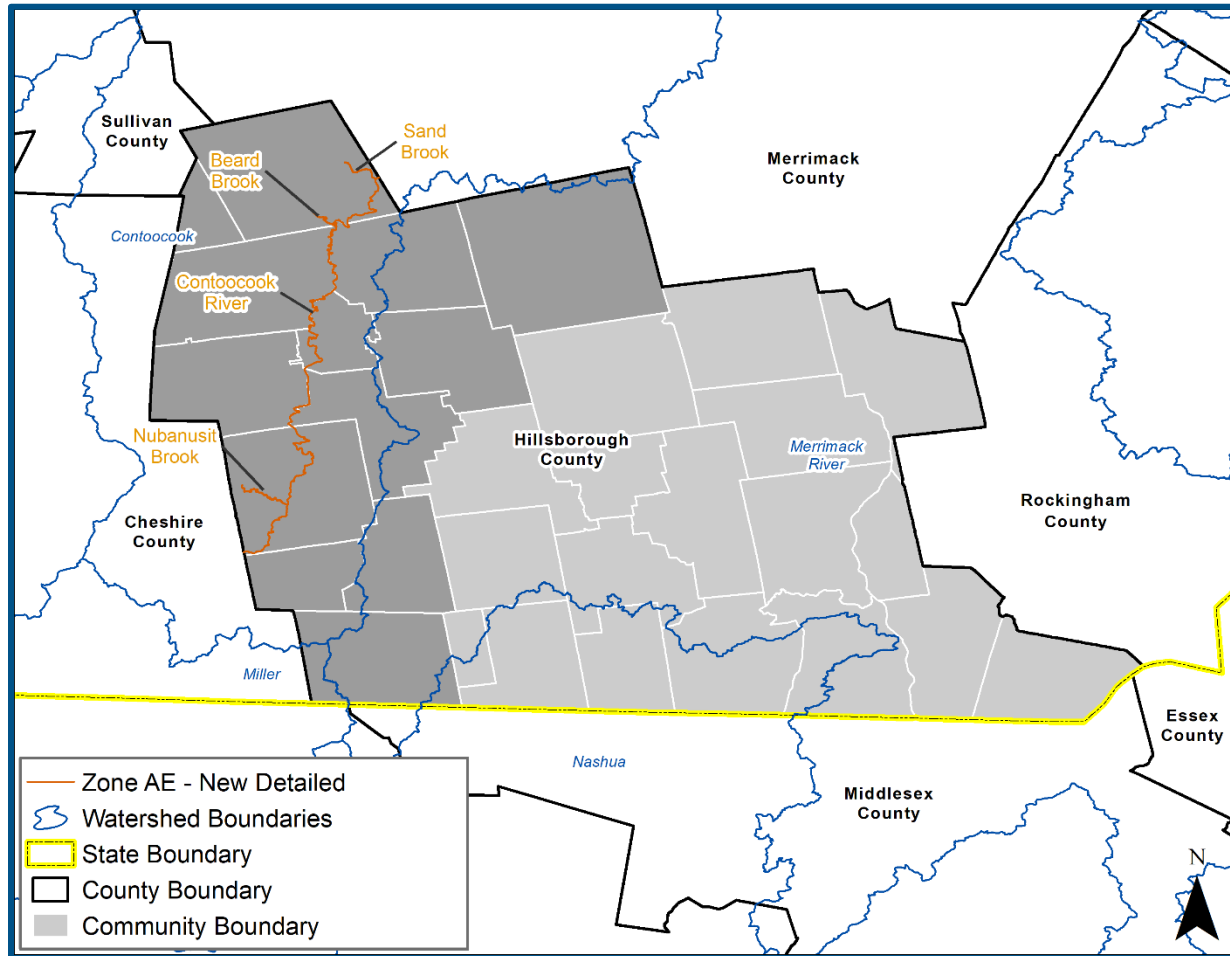 Sullivan
County
Sand
Brook
Beard
Brook
Merrimack
County
Contoocook
Contoocook
River
Nubanusit
Brook
Hillsborough
County
Merrimack
River
Cheshire
County
Rockingham
County
Miller
Essex
County
Nashua
Middlesex
County
Zone AE - New Detailed
Watershed Boundaries
State Boundary
County Boundary
Community Boundary
N